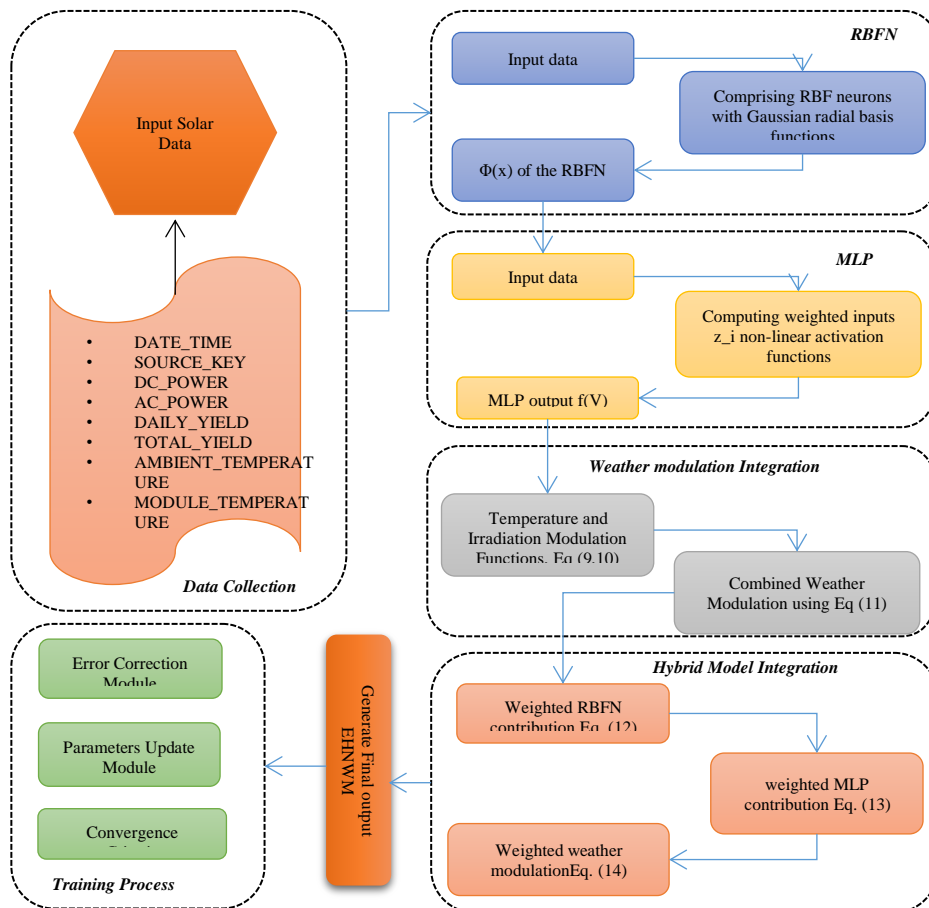 Input Solar
Data
• DATE_TIME
• SOURCE_KEY
• DC_POWER
• AC_POWER
• DAILY_YIELD
• TOTAL_YIELD
• AMBIENT_TEMPERAT
URE
• MODULE_TEMPERAT
URE
Data Collection
RBFN
Input data
Comprising RBF neurons
with Gaussian radial basis
functions
Φ(x) of the RBFN
MLP
Input data
Computing weighted inputs
z_i non-linear activation
functions
MLP output f(V)
Weather modulation Integration
Temperature and
Irradiation Modulation
Functions. Eq (9.10)
Combined Weather
Modulation using Eq (11)
Hybrid Model Integration
Weighted RBFN
contribution Eq. (12)
weighted MLP
contribution Eq. (13)
Weighted weather
modulationEq. (14)
Generate Final output
EHNWM
Error Correction
Module
Parameters Update
Module
Convergence
Training Process